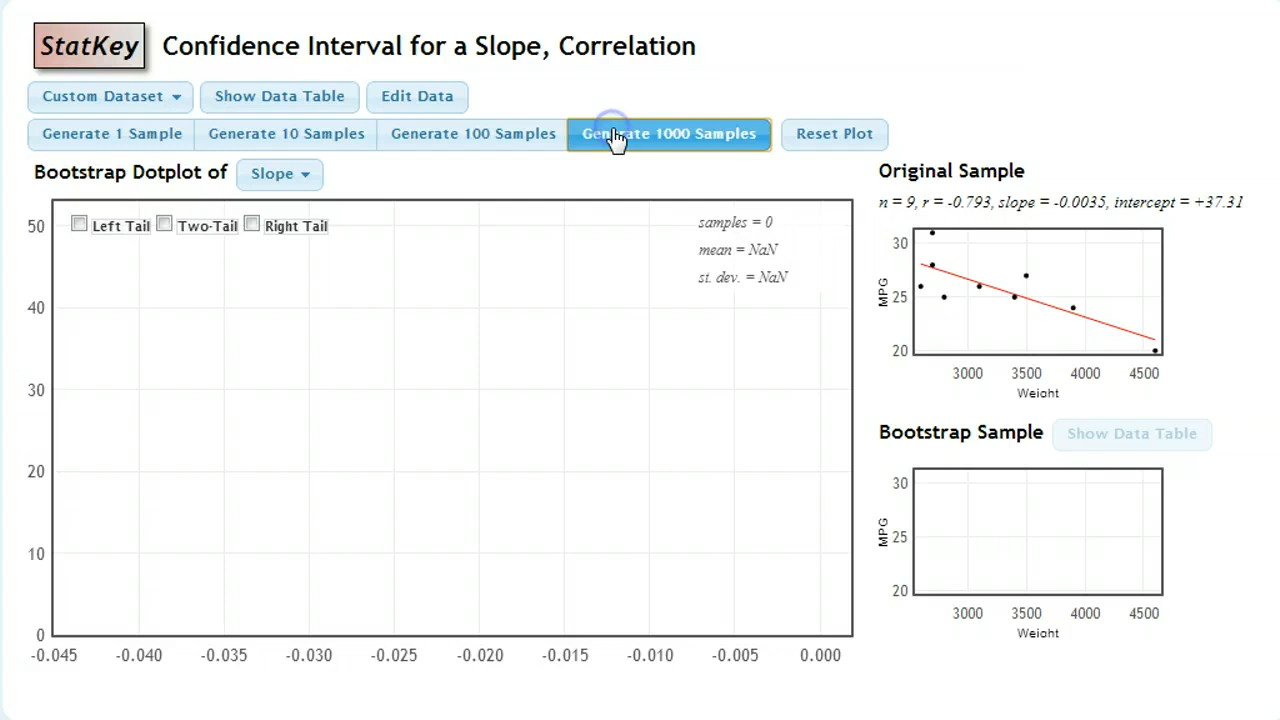 StatKey Confidence Interval for a Slope, Correlation
Custom Dataset Show Data Table Edit Data
Generate 1 Sample Generate 10 Samples Generate 100 Samples Generate 1000 Samples Reset Plot
Bootstrap Dotplot of Slope
Left Tail Two-Tail Right Tail
samples = 0
mean = NaN
st. dev. = NaN
50
40
30
20
10
0
-0.045 -0.040 -0.035 -0.030 -0.025 -0.020 -0.015 -0.010 -0.005 0.000
Original Sample
n = 9, r = -0.793, slope = -0.0035, intercept = +37.31
30
25
20
MPG
3000 3500 4000 4500
Weight
Bootstrap Sample Show Data Table
30
25
20
MPG
3000 3500 4000 4500
Weight